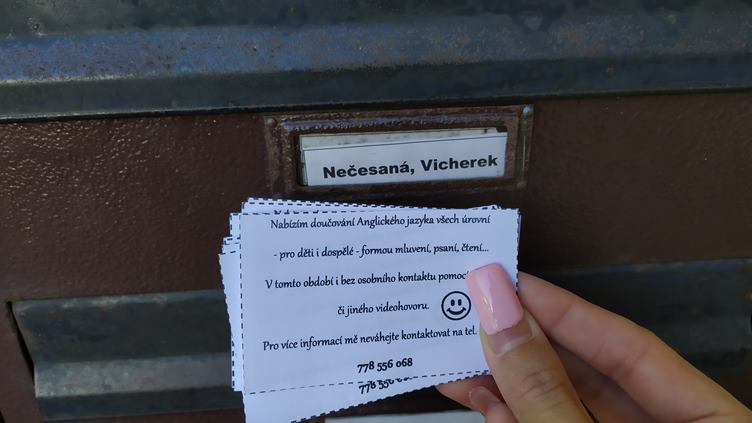 Nečesaná, Vicherek
Nabízím doučování Anglického jazyka všech úrovní
- pro děti i dospělé - formou mluvení, psaní, čtení...
V tomto období i bez osobního kontaktu
či jiného videohovoru.
Pro více informací mě neváhejte kontaktovat na tel.
778 556 068